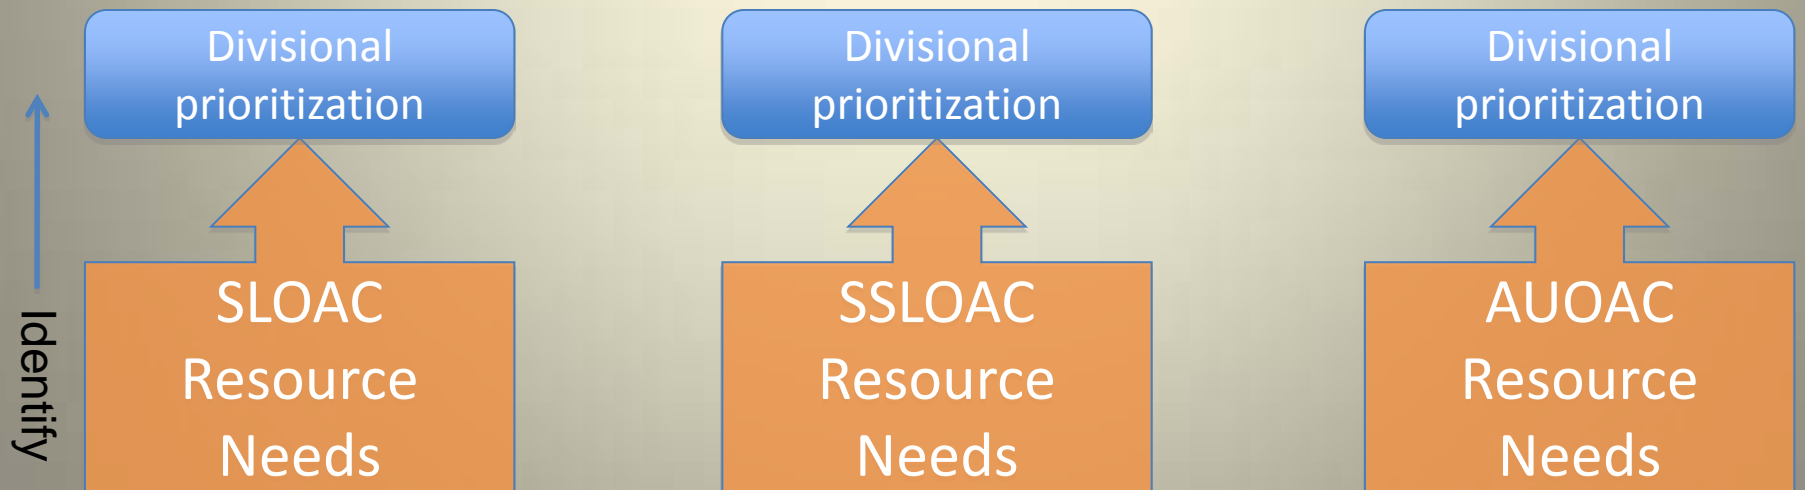 Divisional
prioritization
Divisional
prioritization
Divisional
prioritization
Identify
SLOAC
Resource
Needs
SSLOAC
Resource
Needs
AUOAC
Resource
Needs